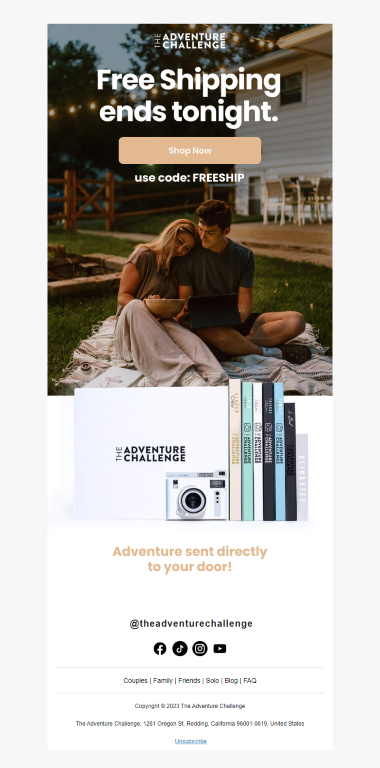 THE ADVENTURE
CHALLENGE
Free Shipping
ends tonight.
Shop Now
use code: FREESHIP
THE ADVENTURE
CHALLENGE
Adventure sent directly
to your door!
@theadventurechallenge
Couples | Family | Friends | Solo | Blog | FAQ
Copyright © 2023 The Adventure Challenge
The Adventure Challenge, 1261 Oregon St. Redding, California 96001-0619, United States
Unsubscribe